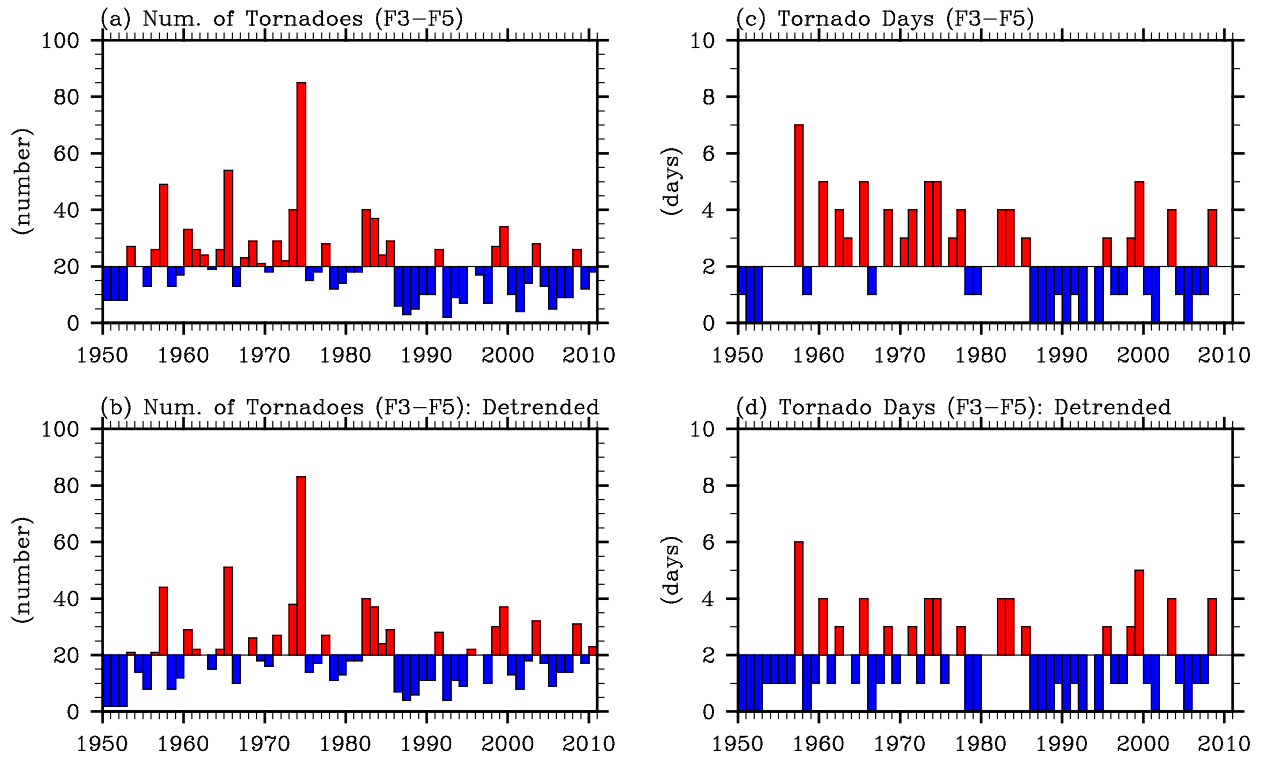 (a) Num. of Tornadoes (F3−F5)
(number)
100
80
60
40
20
0
1950 1960 1970 1980 1990 2000 2010
(c) Tornado Days (F3−F5)
(days)
10
8
6
4
2
0
1950 1960 1970 1980 1990 2000 2010
(b) Num. of Tornadoes (F3−F5): Detrended
(number)
100
80
60
40
20
0
1950 1960 1970 1980 1990 2000 2010
(d) Tornado Days (F3−F5): Detrended
(days)
10
8
6
4
2
0
1950 1960 1970 1980 1990 2000 2010